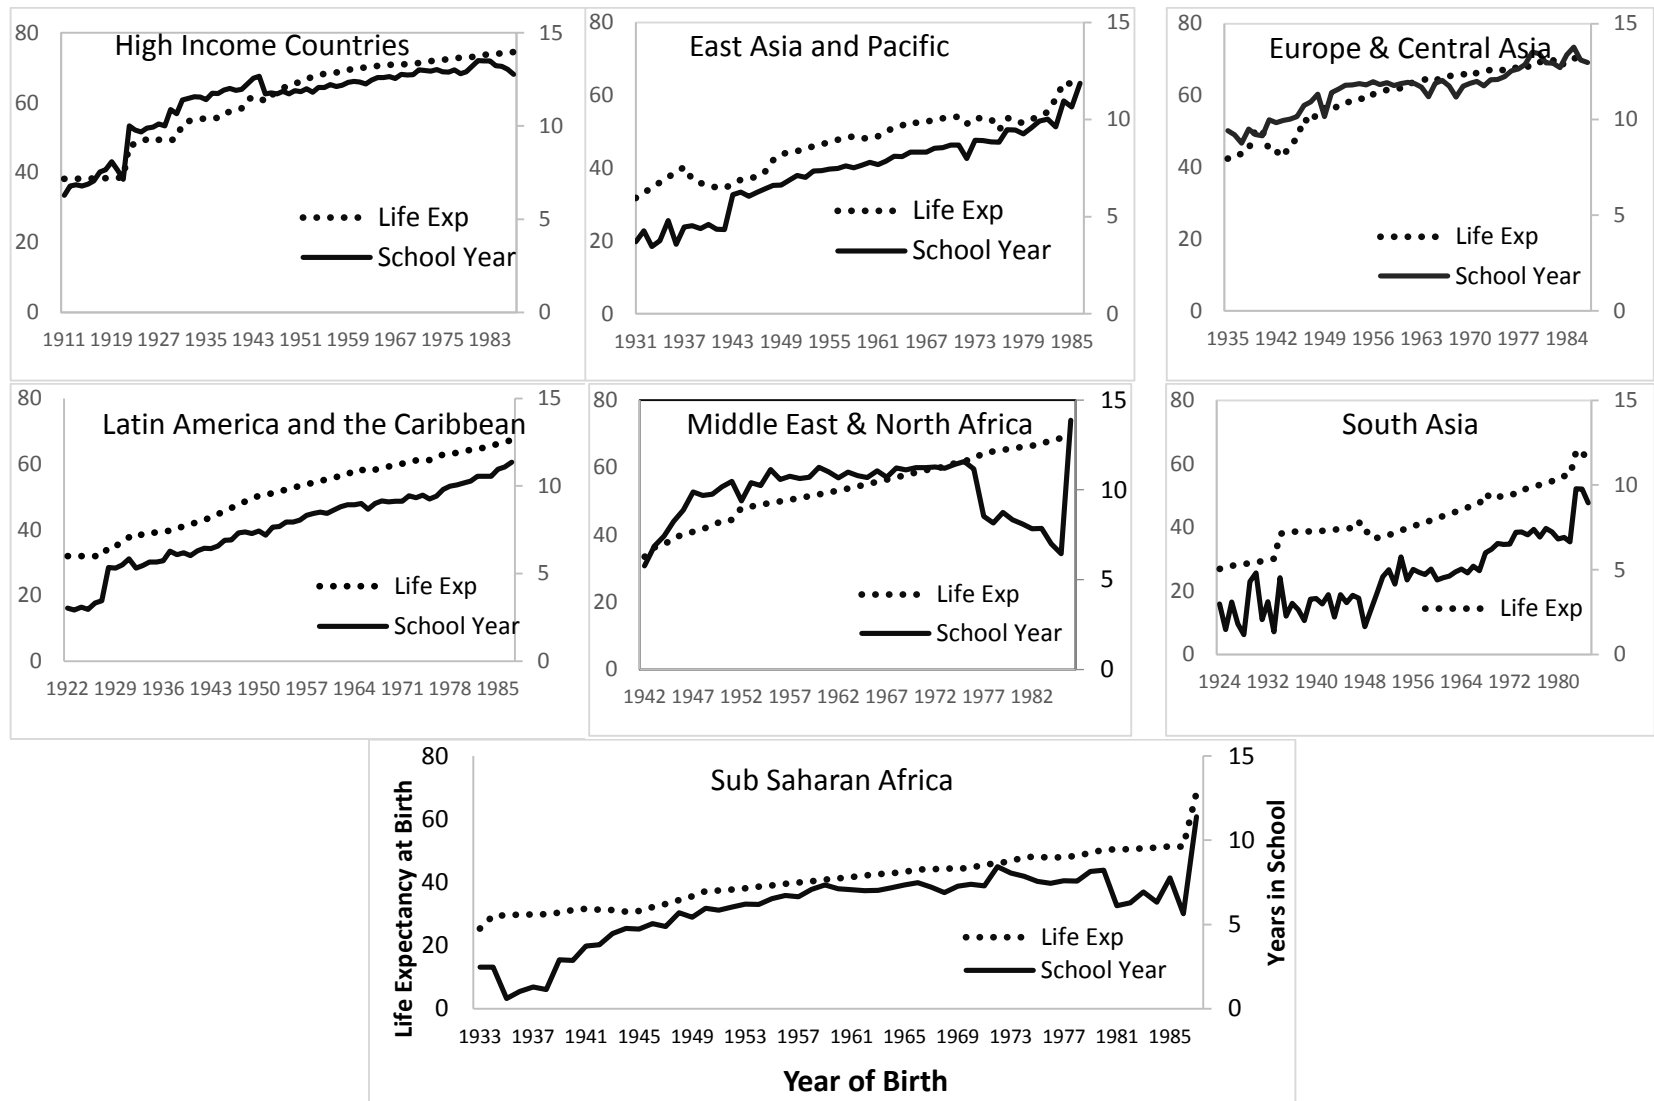 High Income Countries
80
60
40
20
0
15
10
5
0
Life Exp
School Year
1911 1919 1927 1935 1943 1951 1959 1967 1975 1983
East Asia and Pacific
80
60
40
20
0
15
10
5
0
Life Exp
School Year
1931 1937 1943 1949 1955 1961 1967 1973 1979 1985
Europe & Central Asia
80
60
40
20
0
15
10
5
0
Life Exp
School Year
1935 1942 1949 1956 1963 1970 1977 1984
Latin America and the Caribbean
80
60
40
20
0
15
10
5
0
Life Exp
School Year
1922 1929 1936 1943 1950 1957 1964 1971 1978 1985
Middle East & North Africa
80
60
40
20
0
15
10
5
0
Life Exp
School Year
1942 1947 1952 1957 1962 1967 1972 1977 1982
South Asia
80
60
40
20
0
15
10
5
0
Life Exp
1924 1932 1940 1948 1956 1964 1972 1980
Sub Saharan Africa
Life Expectancy at Birth
80
60
40
20
0
15
10
5
0
Years in School
Life Exp
School Year
1933 1937 1941 1945 1949 1953 1957 1961 1965 1969 1973 1977 1981 1985
Year of Birth